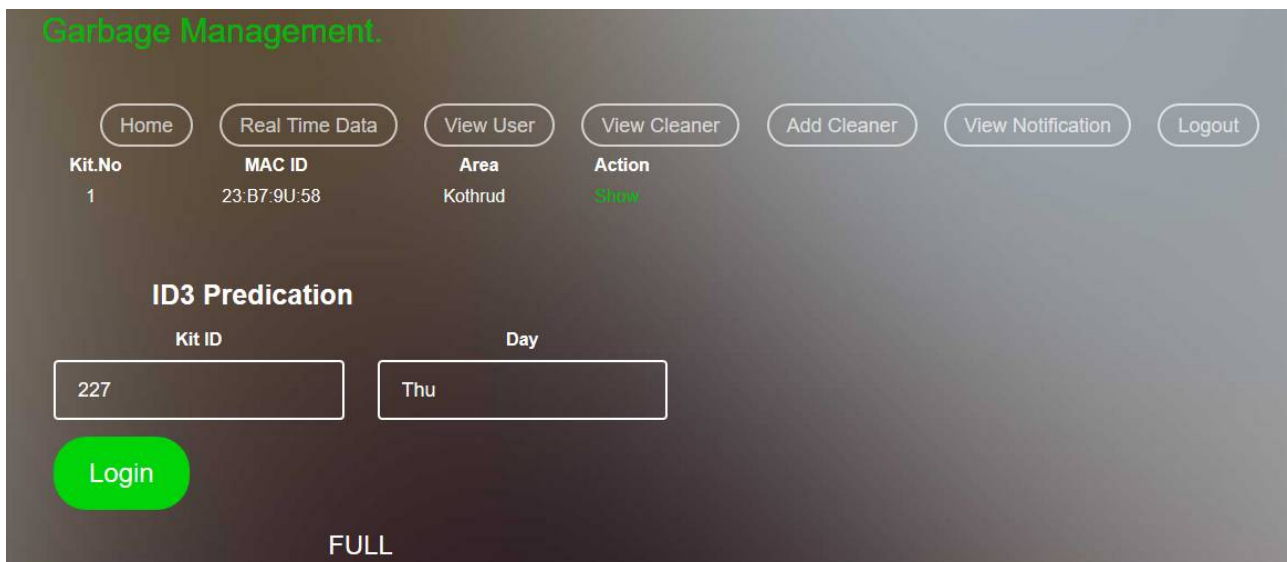 Garbage Management.
Home Real Time Data View User View Cleaner Add Cleaner View Notification Logout
Kit.No MAC ID Area Action
1 23:B7:9U:58 Kothrud Show
ID3 Predication
Kit ID Day
227 Thu
Login
FULL